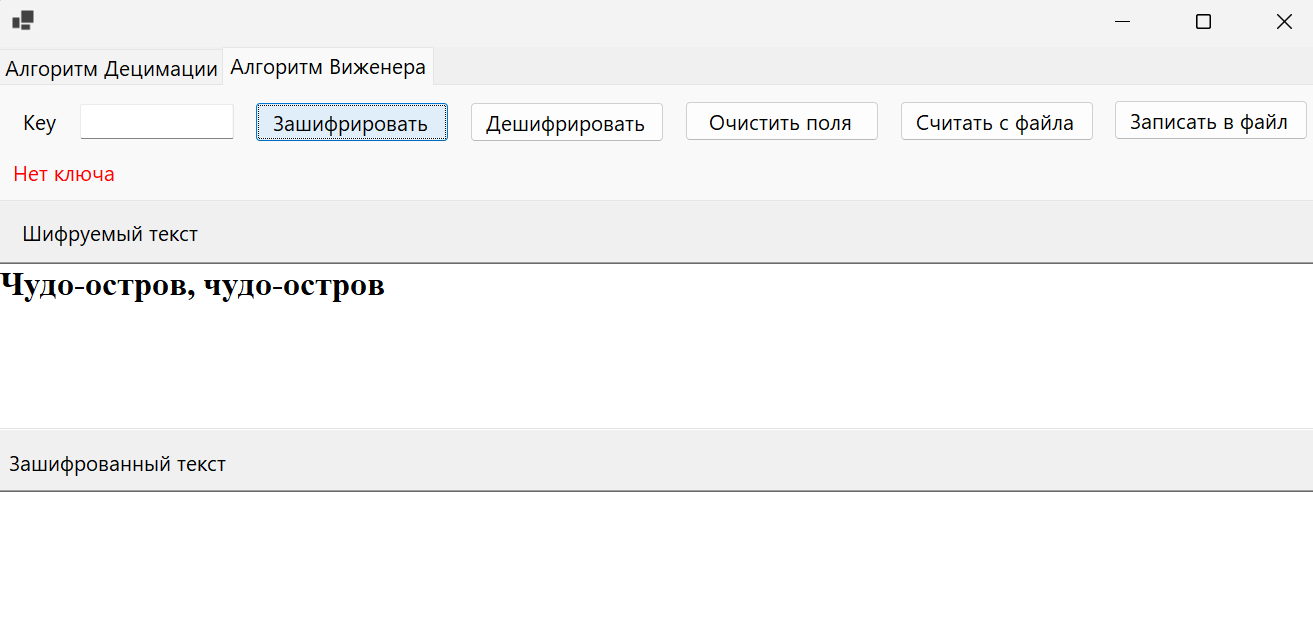 Алгоритм Децимации Алгоритм Виженера
Key Зашифрировать Дешифрировать Очистить поля Считать с файла Записать в файл
Нет ключа
Шифруемый текст
Чудо-остров, чудо-остров
Зашифрованный текст